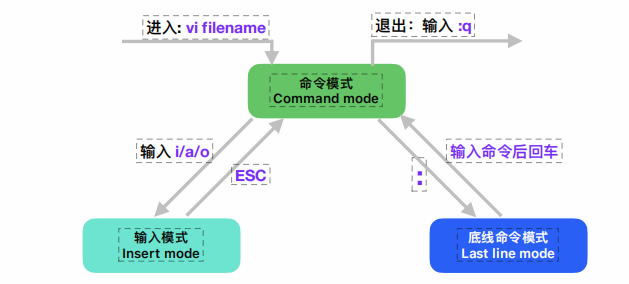 进入: vi filename
退出：输入 :q
命令模式
Command mode
输入 i/a/o
ESC
:
输入命令后回车
输入模式
Insert mode
底线命令模式
Last line mode